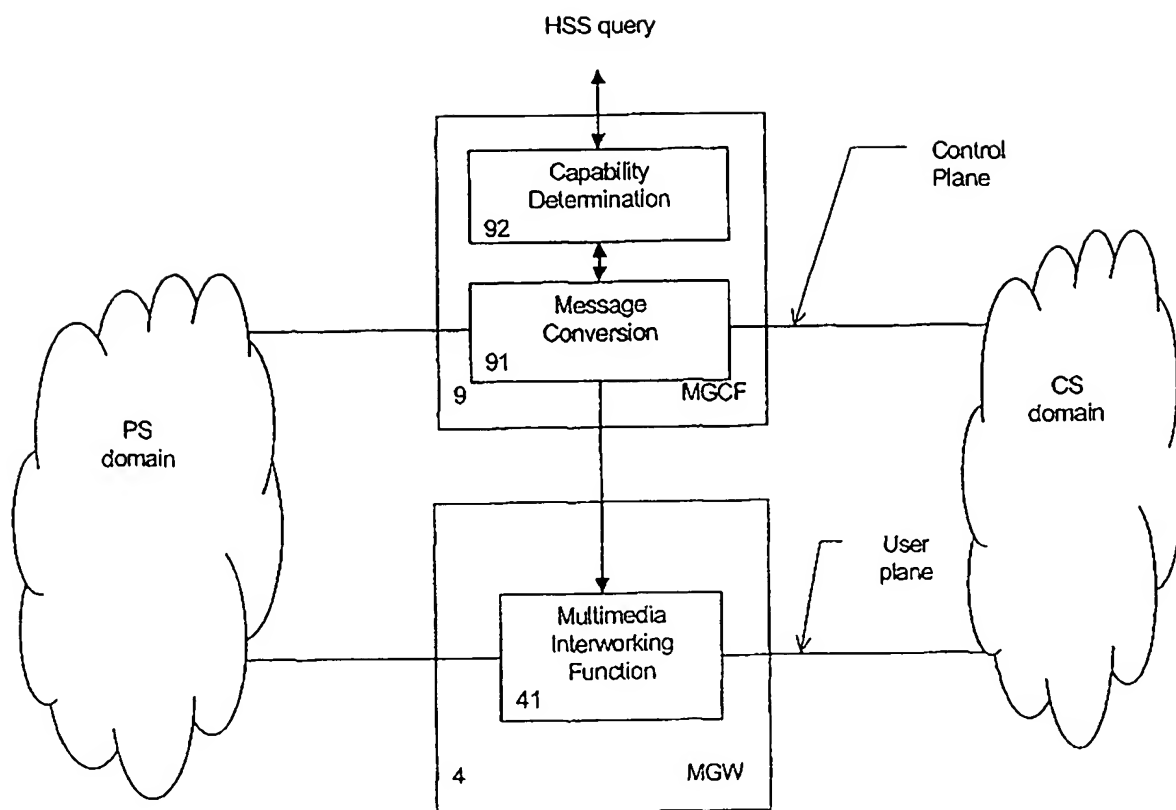 HSS query
Capability
Determination
92
Control
Plane
Message
Conversion
91
9
MGCF
PS
domain
CS
domain
User
plane
Multimedia
Interworking
Function
41
4
MGW